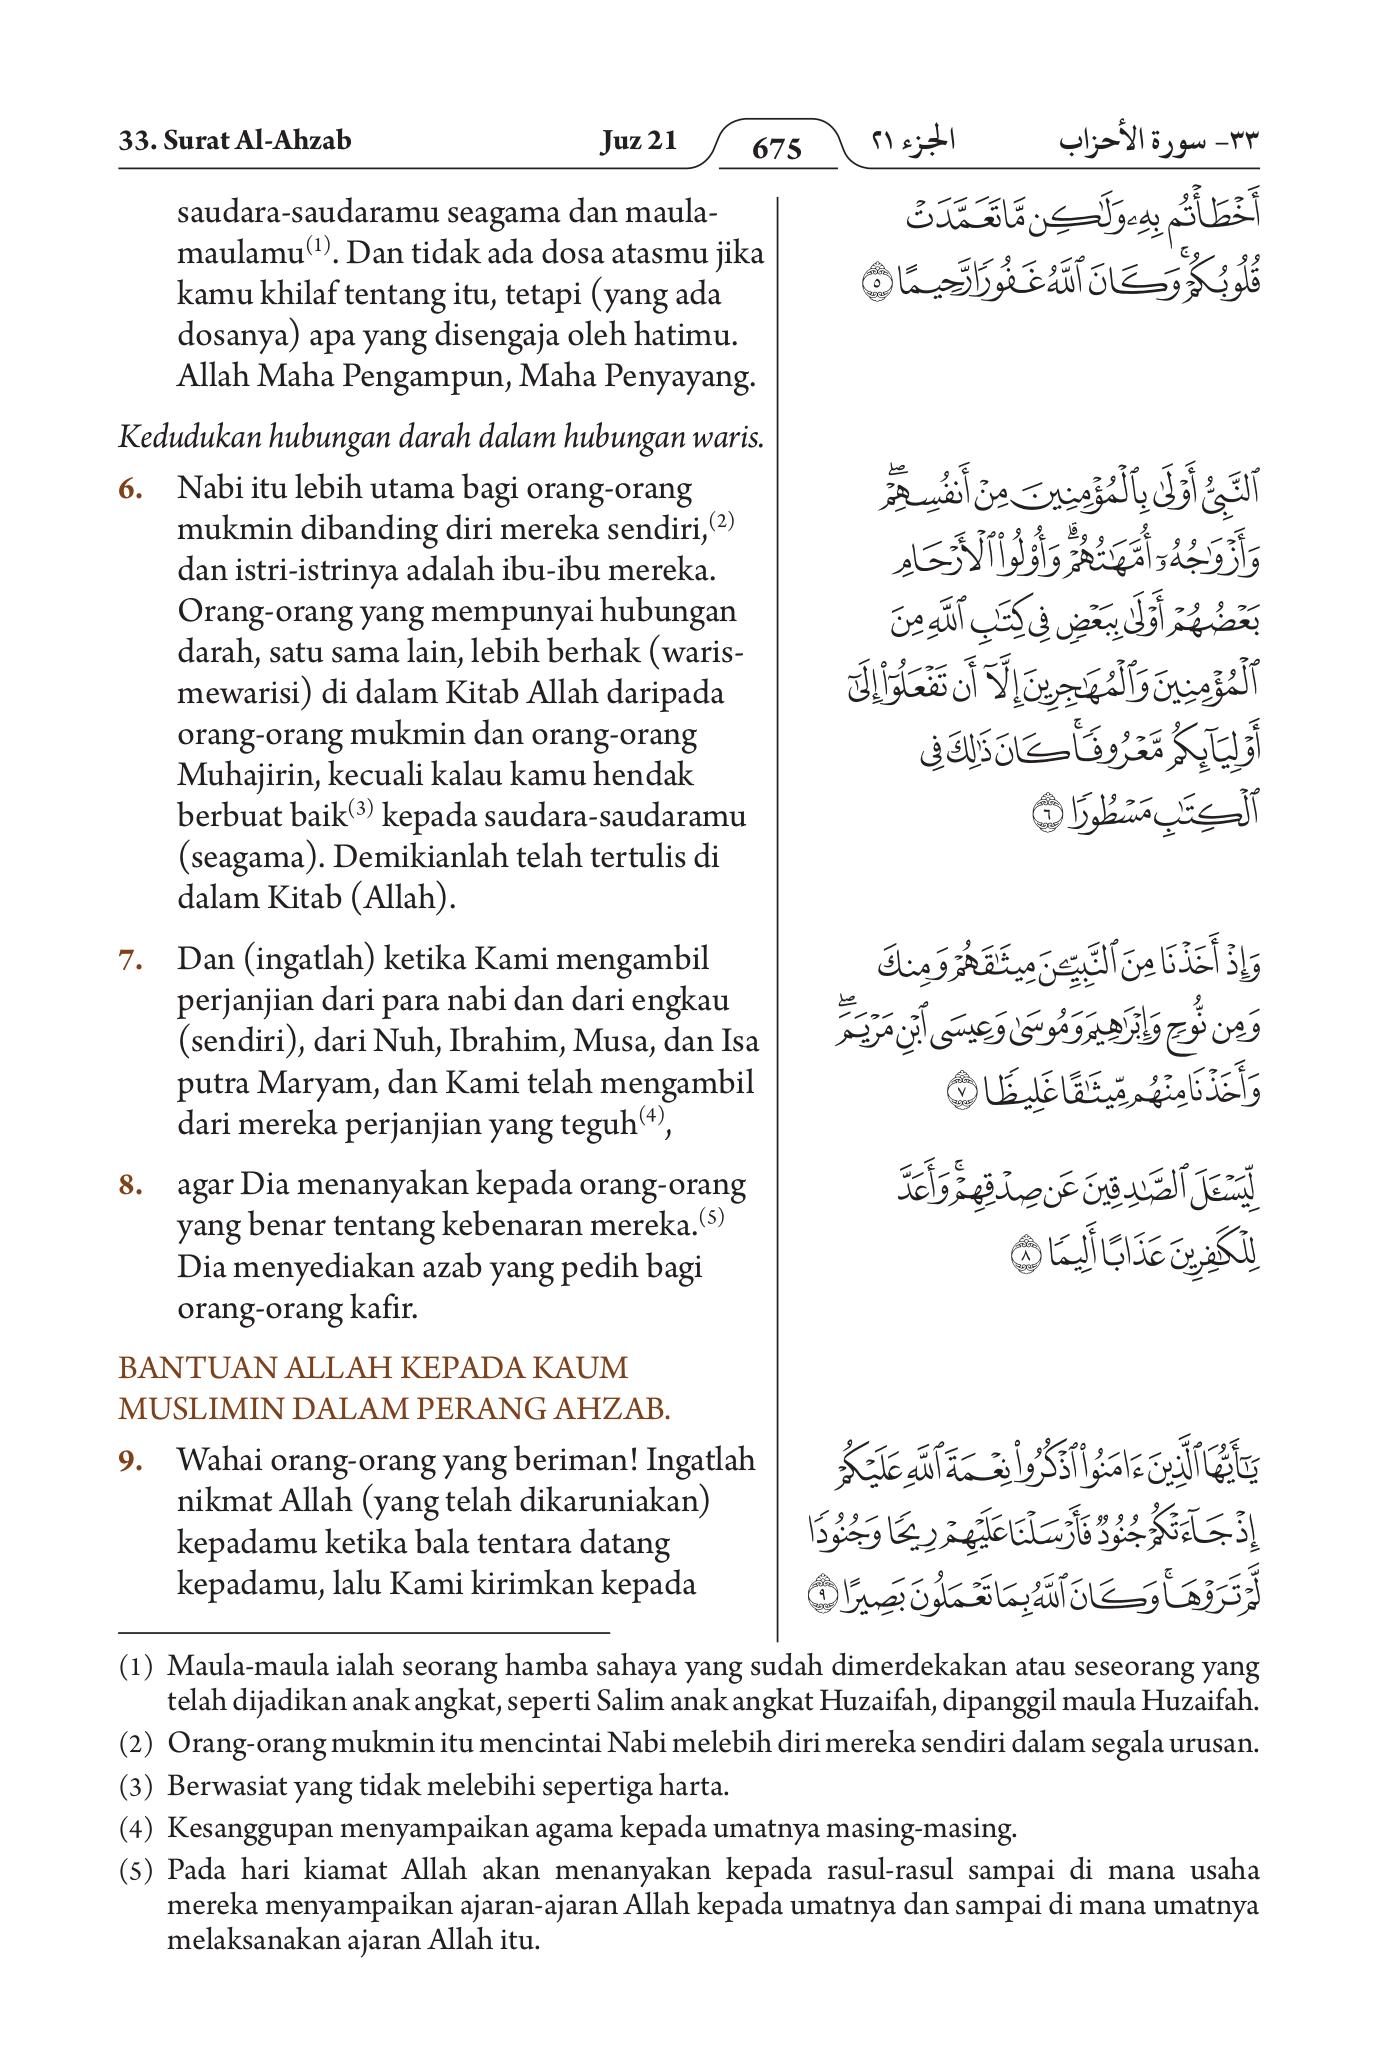 33. Surat Al-Ahzab
Juz 21
675
الجزء ٢١
٣٣- سورة الأحزاب
saudara-saudaramu seagama dan maula-
maulamu(1). Dan tidak ada dosa atasmu jika
kamu khilaf tentang itu, tetapi (yang ada
dosanya) apa yang disengaja oleh hatimu.
Allah Maha Pengampun, Maha Penyayang.
Kedudukan hubungan darah dalam hubungan waris.
6. Nabi itu lebih utama bagi orang-orang
mukmin dibanding diri mereka sendiri,(2)
dan istri-istrinya adalah ibu-ibu mereka.
Orang-orang yang mempunyai hubungan
darah, satu sama lain, lebih berhak (waris-
mewarisi) di dalam Kitab Allah daripada
orang-orang mukmin dan orang-orang
Muhajirin, kecuali kalau kamu hendak
berbuat baik(3) kepada saudara-saudaramu
(seagama). Demikianlah telah tertulis di
dalam Kitab (Allah).
7. Dan (ingatlah) ketika Kami mengambil
perjanjian dari para nabi dan dari engkau
(sendiri), dari Nuh, Ibrahim, Musa, dan Isa
putra Maryam, dan Kami telah mengambil
dari mereka perjanjian yang teguh(4),
8. agar Dia menanyakan kepada orang-orang
yang benar tentang kebenaran mereka.(5)
Dia menyediakan azab yang pedih bagi
orang-orang kafir.
BANTUAN ALLAH KEPADA KAUM
MUSLIMIN DALAM PERANG AHZAB.
9. Wahai orang-orang yang beriman! Ingatlah
nikmat Allah (yang telah dikaruniakan)
kepadamu ketika bala tentara datang
kepadamu, lalu Kami kirimkan kepada
أَخْطَأْتُم بِهِۦ وَلَٰكِن مَّا تَعَمَّدَتْ
قُلُوبُكُمْ ۚ وَكَانَ ٱللَّهُ غَفُورًا رَّحِيمًا ٥
ٱلنَّبِىُّ أَوْلَىٰ بِٱلْمُؤْمِنِينَ مِنْ أَنفُسِهِمْ ۖ
وَأَزْوَٰجُهُۥٓ أُمَّهَٰتُهُمْ ۗ وَأُو۟لُوا۟ ٱلْأَرْحَامِ
بَعْضُهُمْ أَوْلَىٰ بِبَعْضٍ فِى كِتَٰبِ ٱللَّهِ مِنَ
ٱلْمُؤْمِنِينَ وَٱلْمُهَٰجِرِينَ إِلَّآ أَن تَفْعَلُوٓا۟ إِلَىٰٓ
أَوْلِيَآئِكُم مَّعْرُوفًا ۚ كَانَ ذَٰلِكَ فِى
ٱلْكِتَٰبِ مَسْطُورًا ٦
وَإِذْ أَخَذْنَا مِنَ ٱلنَّبِيِّـۧنَ مِيثَٰقَهُمْ وَمِنكَ
وَمِن نُّوحٍ وَإِبْرَٰهِيمَ وَمُوسَىٰ وَعِيسَى ٱبْنِ مَرْيَمَ ۖ
وَأَخَذْنَا مِنْهُم مِّيثَٰقًا غَلِيظًا ٧
لِّيَسْـَٔلَ ٱلصَّٰدِقِينَ عَن صِدْقِهِمْ ۚ وَأَعَدَّ
لِلْكَٰفِرِينَ عَذَابًا أَلِيمًا ٨
يَٰٓأَيُّهَا ٱلَّذِينَ ءَامَنُوا۟ ٱذْكُرُوا۟ نِعْمَةَ ٱللَّهِ عَلَيْكُمْ
إِذْ جَآءَتْكُمْ جُنُودٌ فَأَرْسَلْنَا عَلَيْهِمْ رِيحًا وَجُنُودًا
لَّمْ تَرَوْهَا ۚ وَكَانَ ٱللَّهُ بِمَا تَعْمَلُونَ بَصِيرًا ٩
(1) Maula-maula ialah seorang hamba sahaya yang sudah dimerdekakan atau seseorang yang
telah dijadikan anak angkat, seperti Salim anak angkat Huzaifah, dipanggil maula Huzaifah.
(2) Orang-orang mukmin itu mencintai Nabi melebih diri mereka sendiri dalam segala urusan.
(3) Berwasiat yang tidak melebihi sepertiga harta.
(4) Kesanggupan menyampaikan agama kepada umatnya masing-masing.
(5) Pada hari kiamat Allah akan menanyakan kepada rasul-rasul sampai di mana usaha
mereka menyampaikan ajaran-ajaran Allah kepada umatnya dan sampai di mana umatnya
melaksanakan ajaran Allah itu.